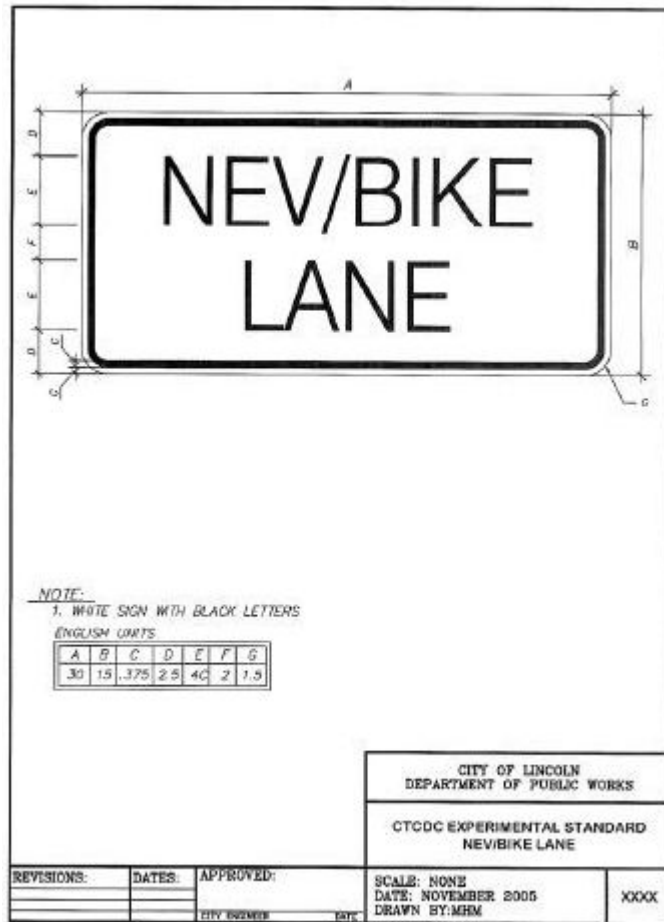 A
D
E
F
E
D
C
G
B
G
NEV/BIKE
LANE
NOTE:
1. WHITE SIGN WITH BLACK LETTERS
ENGLISH UNITS
A B C D E F G
30 15 .375 2.5 4C 2 1.5
CITY OF LINCOLN
DEPARTMENT OF PUBLIC WORKS
CTCDC EXPERIMENTAL STANDARD
NEV/BIKE LANE
REVISIONS: DATES: APPROVED:
CITY ENGINEER DATE
SCALE: NONE
DATE: NOVEMBER 2005
DRAWN BY:MHM
XXXX